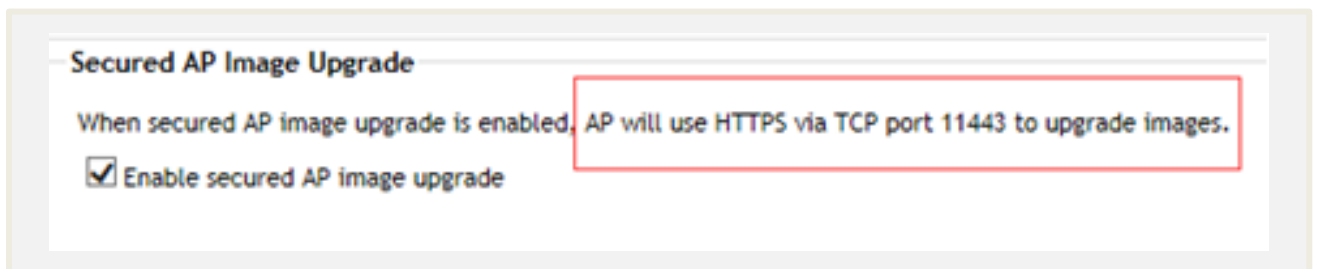 Secured AP Image Upgrade
When secured AP image upgrade is enabled, AP will use HTTPS via TCP port 11443 to upgrade images.
Enable secured AP image upgrade